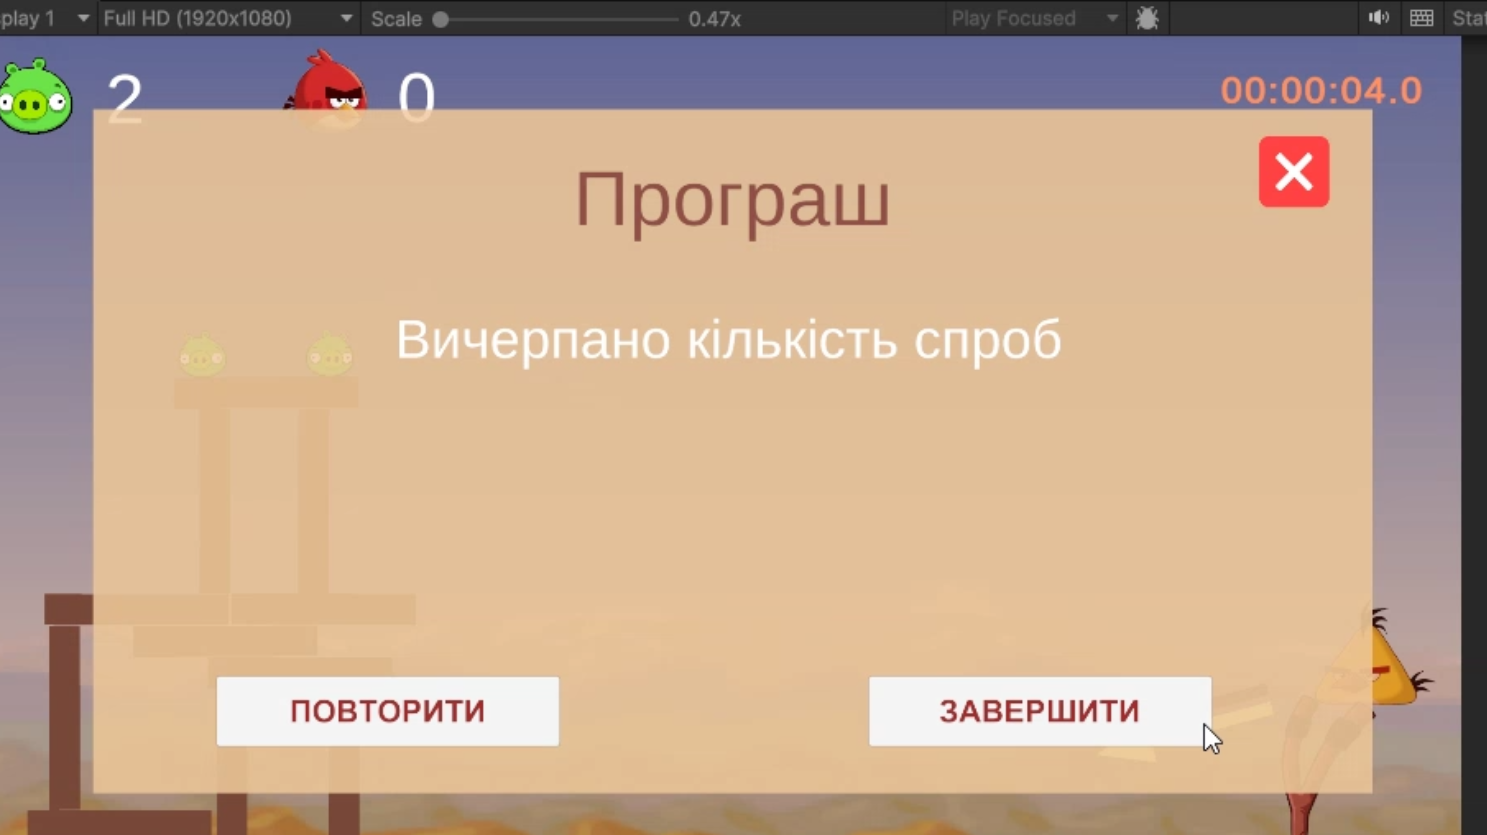 play 1 Full HD (1920x1080) Scale 0.47x Play Focused Stat
2 0 00:00:04.0
Програш
Вичерпано кількість спроб
ПОВТОРИТИ ЗАВЕРШИТИ